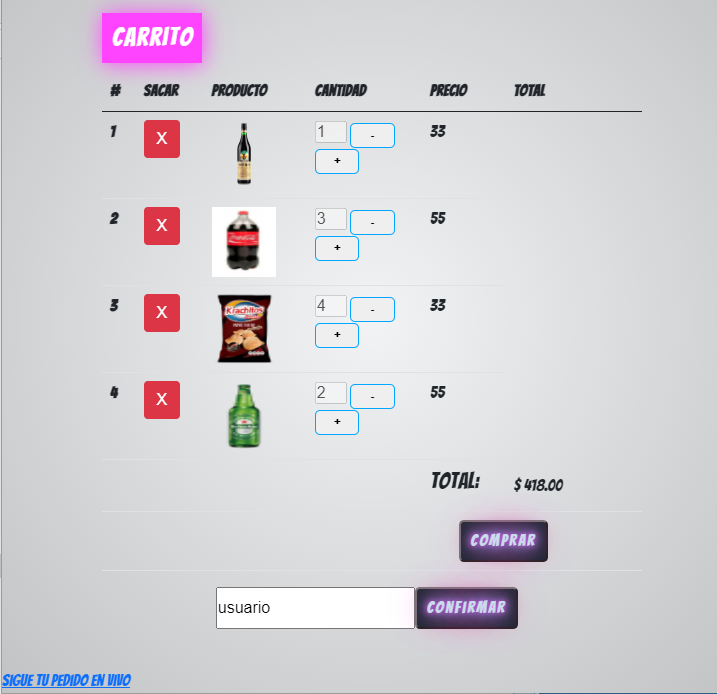 CARRITO
# SACAR PRODUCTO CANTIDAD PRECIO TOTAL
1 X 1 - 33
+
2 X 3 - 55
+
3 X Krachitos 4 - 33
+
4 X 2 - 55
+
TOTAL: $ 418.00
COMPRAR
usuario CONFIRMAR
SIGUE TU PEDIDO EN VIVO